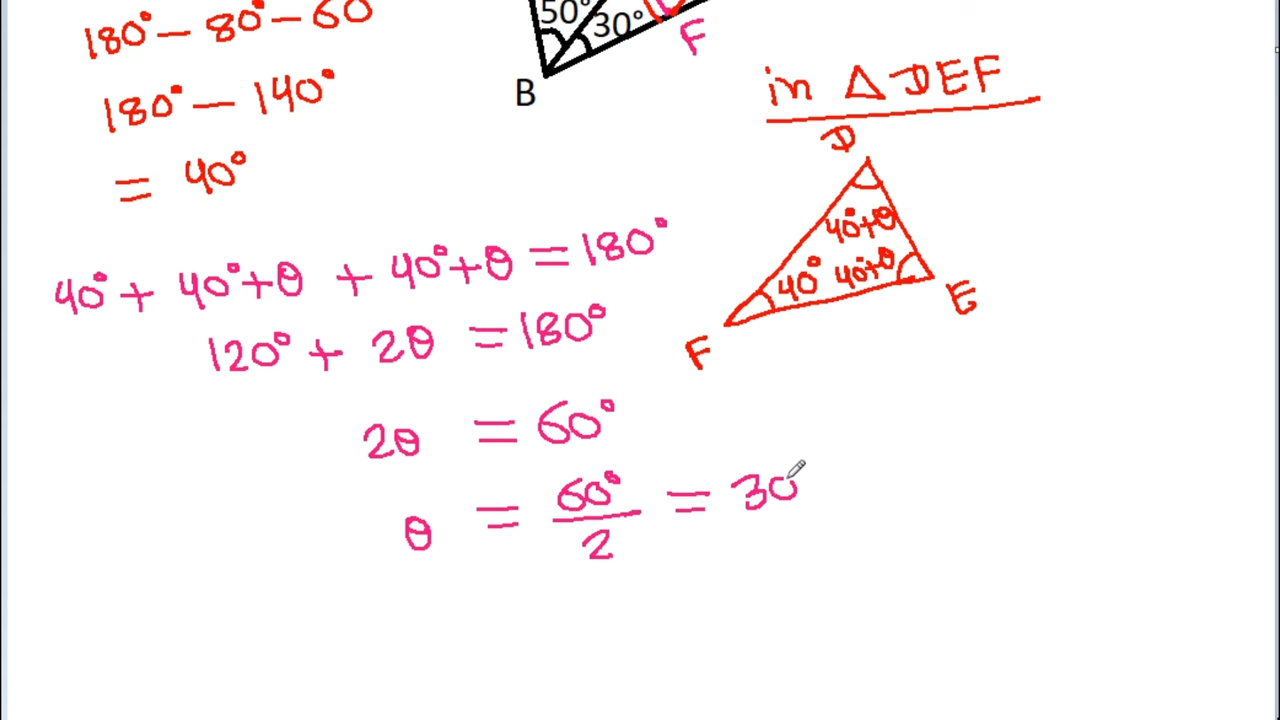 180° - 80° - 60
50°
30°
F
180° - 140°
B
in △DEF
= 40°
D
40°+θ
40° 40°+θ
E
F
40° + 40°+θ + 40°+θ = 180°
120° + 2θ = 180°
2θ = 60°
θ = 60°/2 = 30